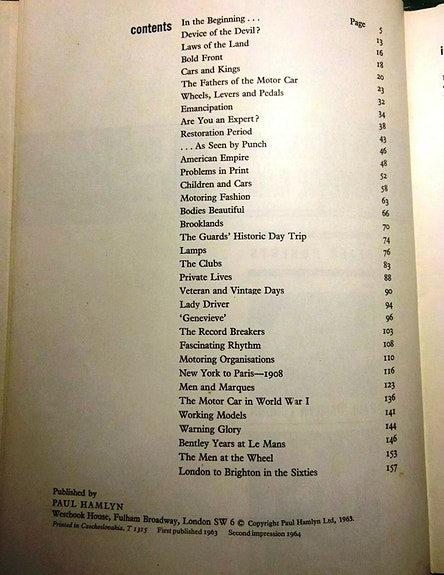 contents
Page
In the Beginning . . . 5
Device of the Devil? 13
Laws of the Land 16
Bold Front 18
Cars and Kings 20
The Fathers of the Motor Car 23
Wheels, Levers and Pedals 32
Emancipation 34
Are You an Expert? 38
Restoration Period 43
. . . As Seen by Punch 46
American Empire 48
Problems in Print 52
Children and Cars 58
Motoring Fashion 63
Bodies Beautiful 66
Brooklands 70
The Guards' Historic Day Trip 74
Lamps 76
The Clubs 83
Private Lives 88
Veteran and Vintage Days 90
Lady Driver 94
'Genevieve' 96
The Record Breakers 103
Fascinating Rhythm 108
Motoring Organisations 110
New York to Paris—1908 116
Men and Marques 123
The Motor Car in World War I 136
Working Models 141
Warning Glory 144
Bentley Years at Le Mans 146
The Men at the Wheel 153
London to Brighton in the Sixties 157
Published by
PAUL HAMLYN
Westbook House, Fulham Broadway, London SW 6 © Copyright Paul Hamlyn Ltd, 1963.
Printed in Czechoslovakia. T 1315 First published 1963 Second impression 1964